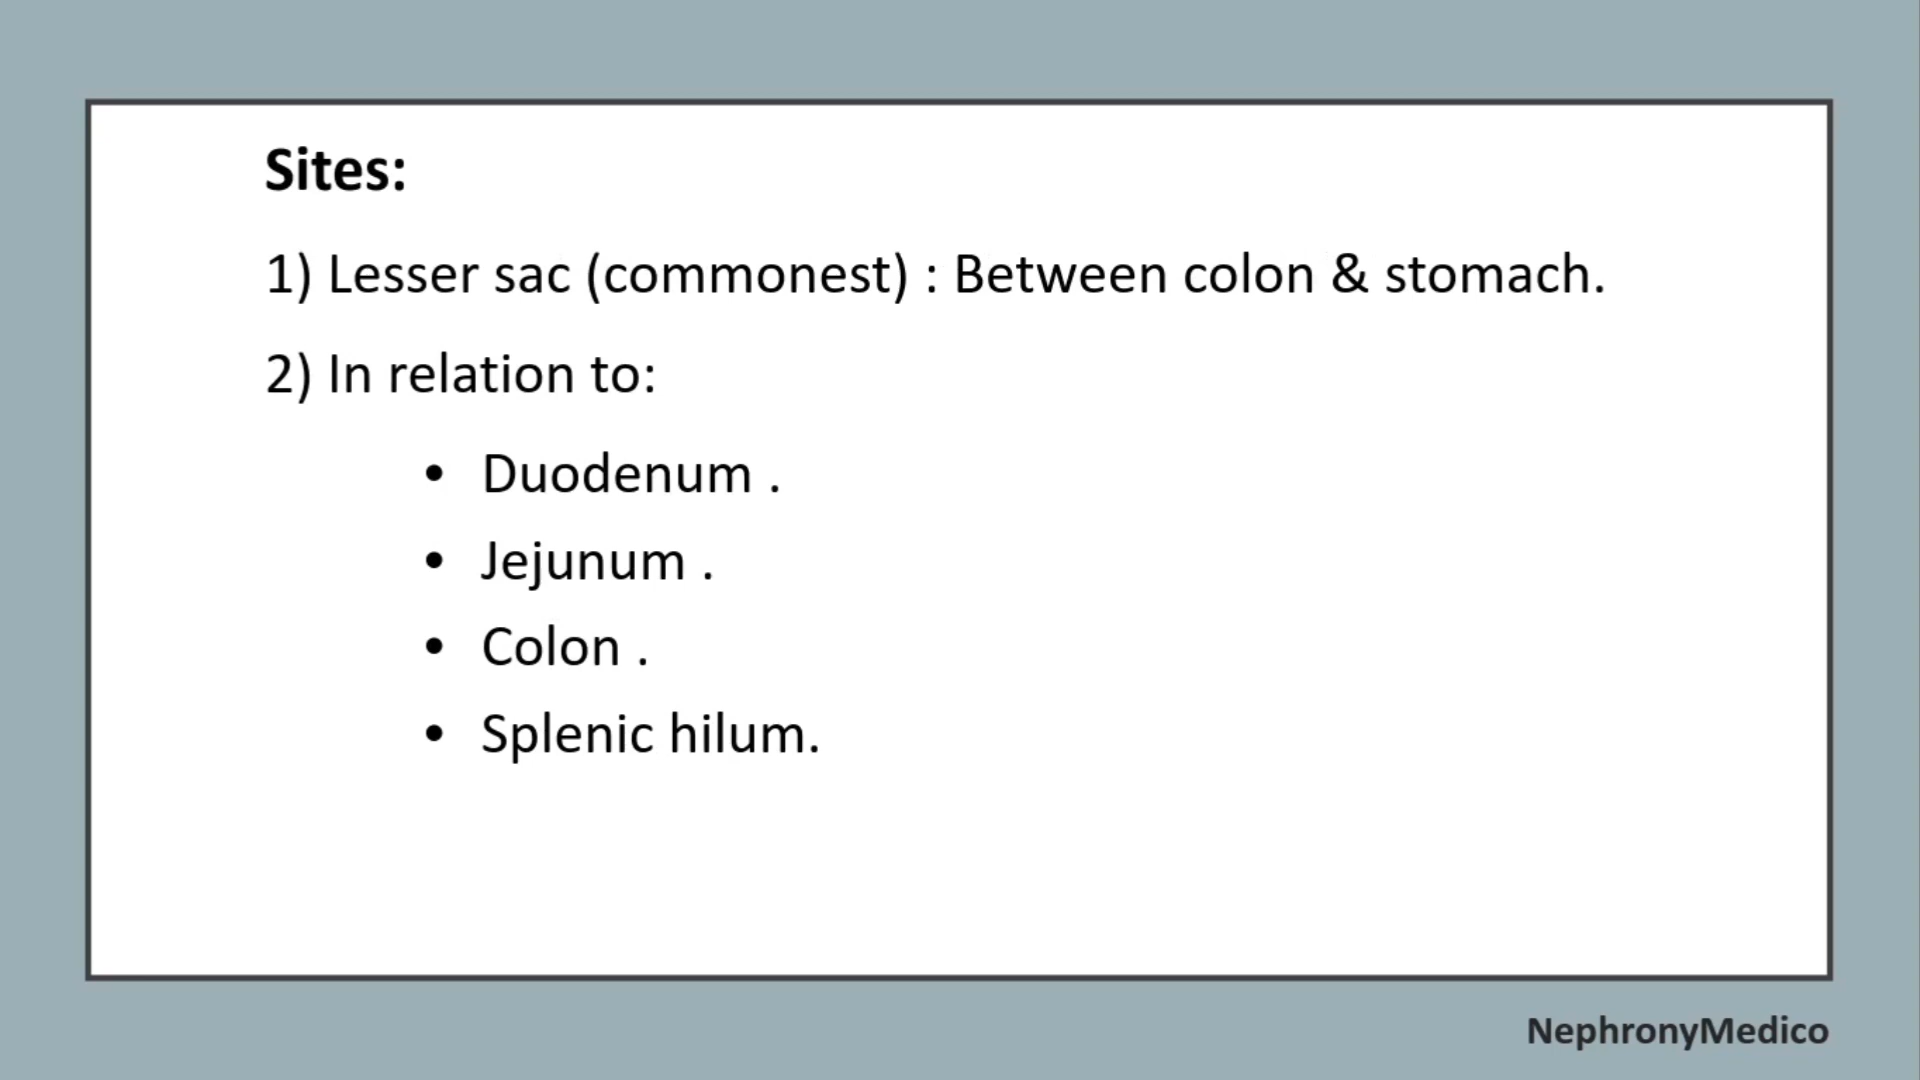 Sites:
1) Lesser sac (commonest) : Between colon & stomach.
2) In relation to:
• Duodenum .
• Jejunum .
• Colon .
• Splenic hilum.
NephronyMedico